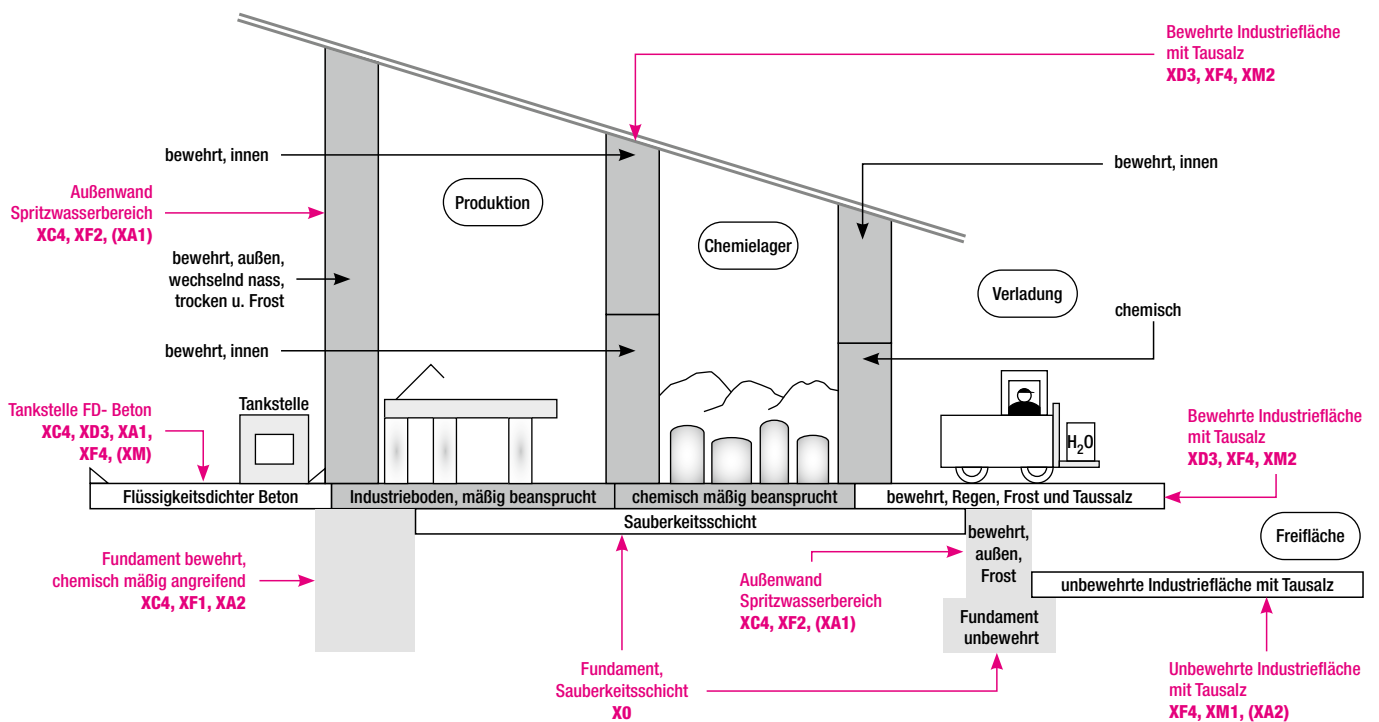 Bewehrte Industriefläche
mit Tausalz
XD3, XF4, XM2
bewehrt, innen
bewehrt, innen
Außenwand
Spritzwasserbereich
XC4, XF2, (XA1)
Produktion
Chemielager
bewehrt, außen,
wechselnd nass,
trocken u. Frost
Verladung
chemisch
bewehrt, innen
Tankstelle FD- Beton
XC4, XD3, XA1,
XF4, (XM)
Tankstelle
H2O
Bewehrte Industriefläche
mit Tausalz
XD3, XF4, XM2
Flüssigkeitsdichter Beton
Industrieboden, mäßig beansprucht
chemisch mäßig beansprucht
bewehrt, Regen, Frost und Taussalz
Sauberkeitsschicht
bewehrt,
außen,
Frost
Freifläche
Fundament bewehrt,
chemisch mäßig angreifend
XC4, XF1, XA2
Außenwand
Spritzwasserbereich
XC4, XF2, (XA1)
unbewehrte Industriefläche mit Tausalz
Fundament
unbewehrt
Fundament,
Sauberkeitsschicht
X0
Unbewehrte Industriefläche
mit Tausalz
XF4, XM1, (XA2)